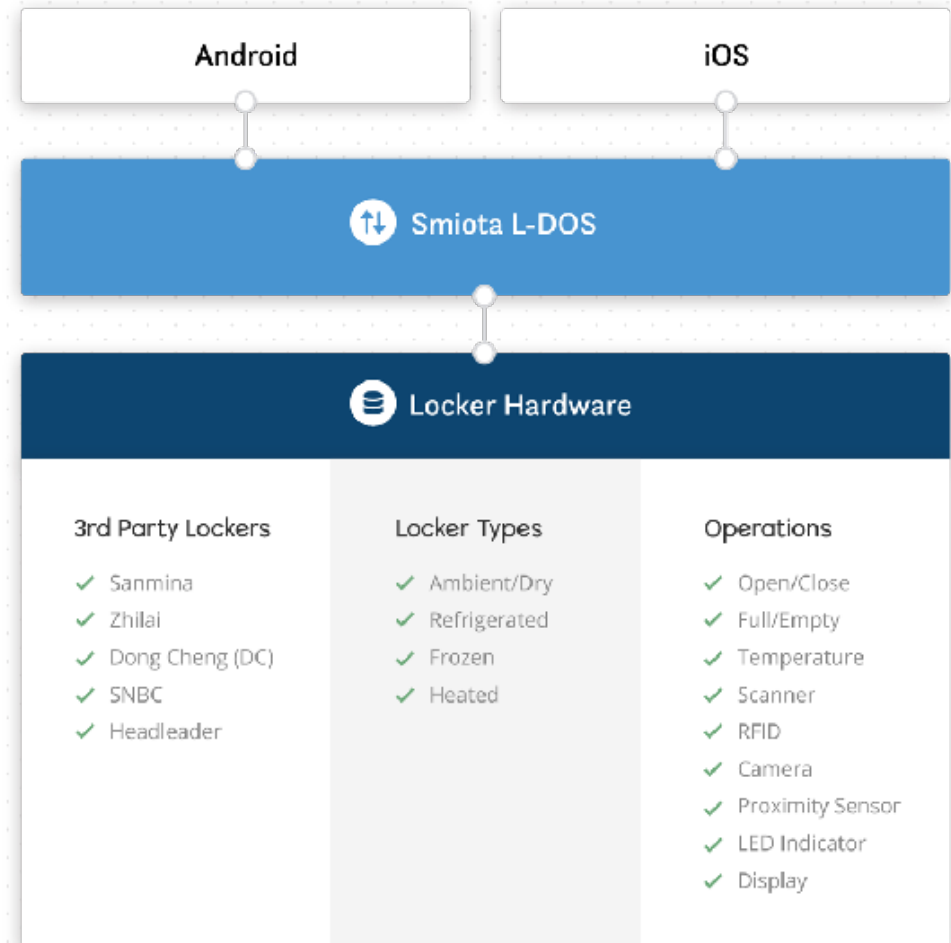 Android
iOS
Smiota L-DOS
Locker Hardware
3rd Party Lockers
Sanmina
Zhilai
Dong Cheng (DC)
SNBC
Headleader
Locker Types
Ambient/Dry
Refrigerated
Frozen
Heated
Operations
Open/Close
Full/Empty
Temperature
Scanner
RFID
Camera
Proximity Sensor
LED Indicator
Display